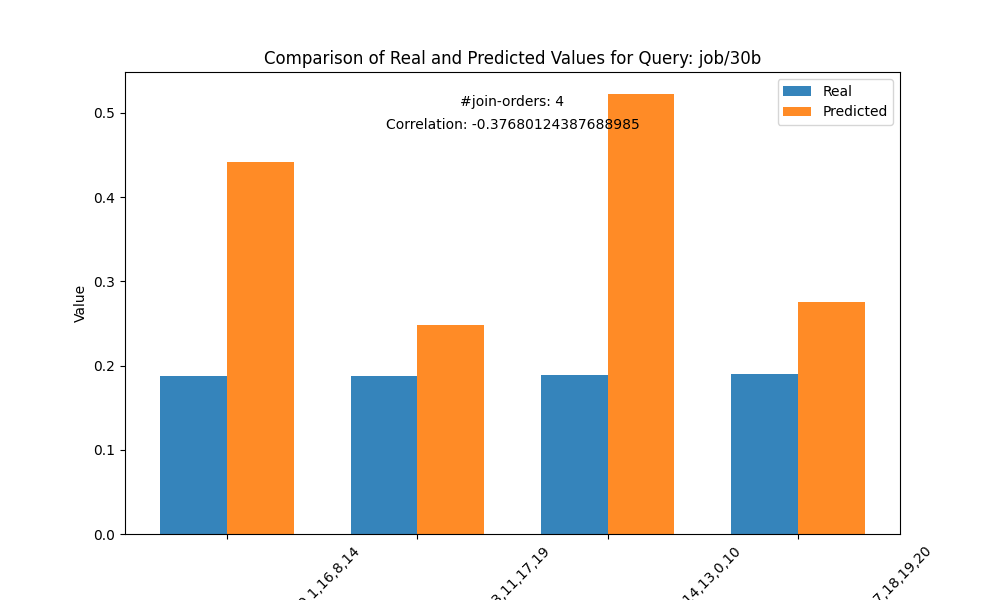 Comparison of Real and Predicted Values for Query: job/30b
#join-orders: 4
Correlation: -0.37680124387688985
Real
Predicted
Value
0.5
0.4
0.3
0.2
0.1
0.0
1,16,8,14
,11,17,19
14,13,0,10
7,18,19,20